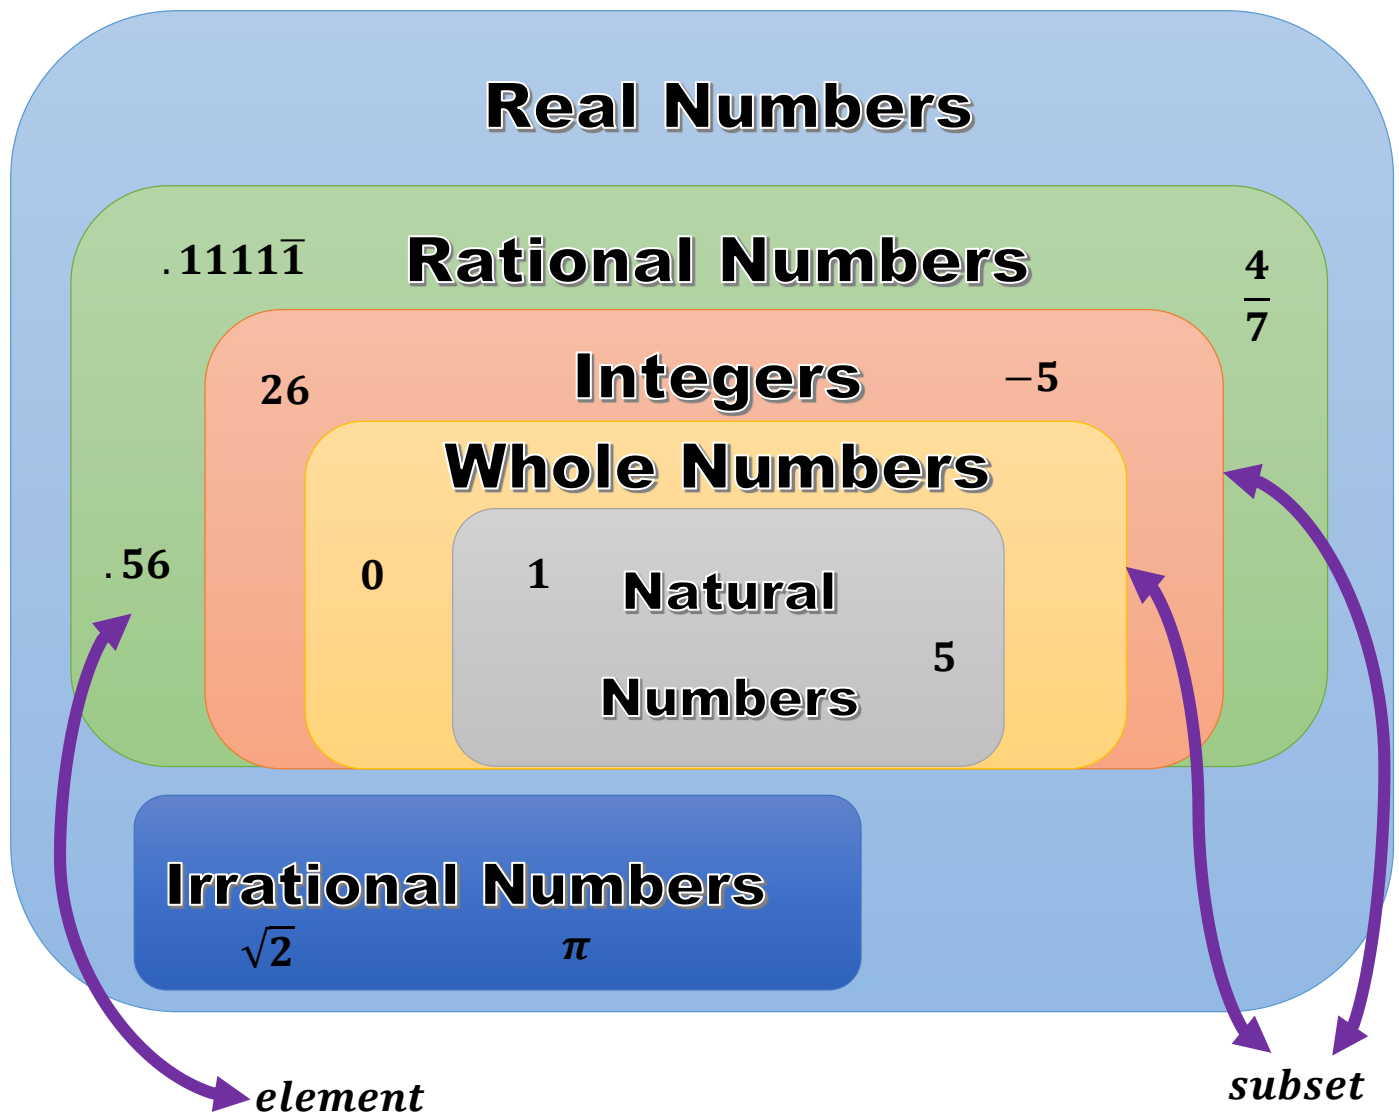 Real Numbers
.11111̅ Rational Numbers 4/7
26 Integers −5
Whole Numbers
.56 0 1 Natural
5
Numbers
Irrational Numbers
√2 π
element subset